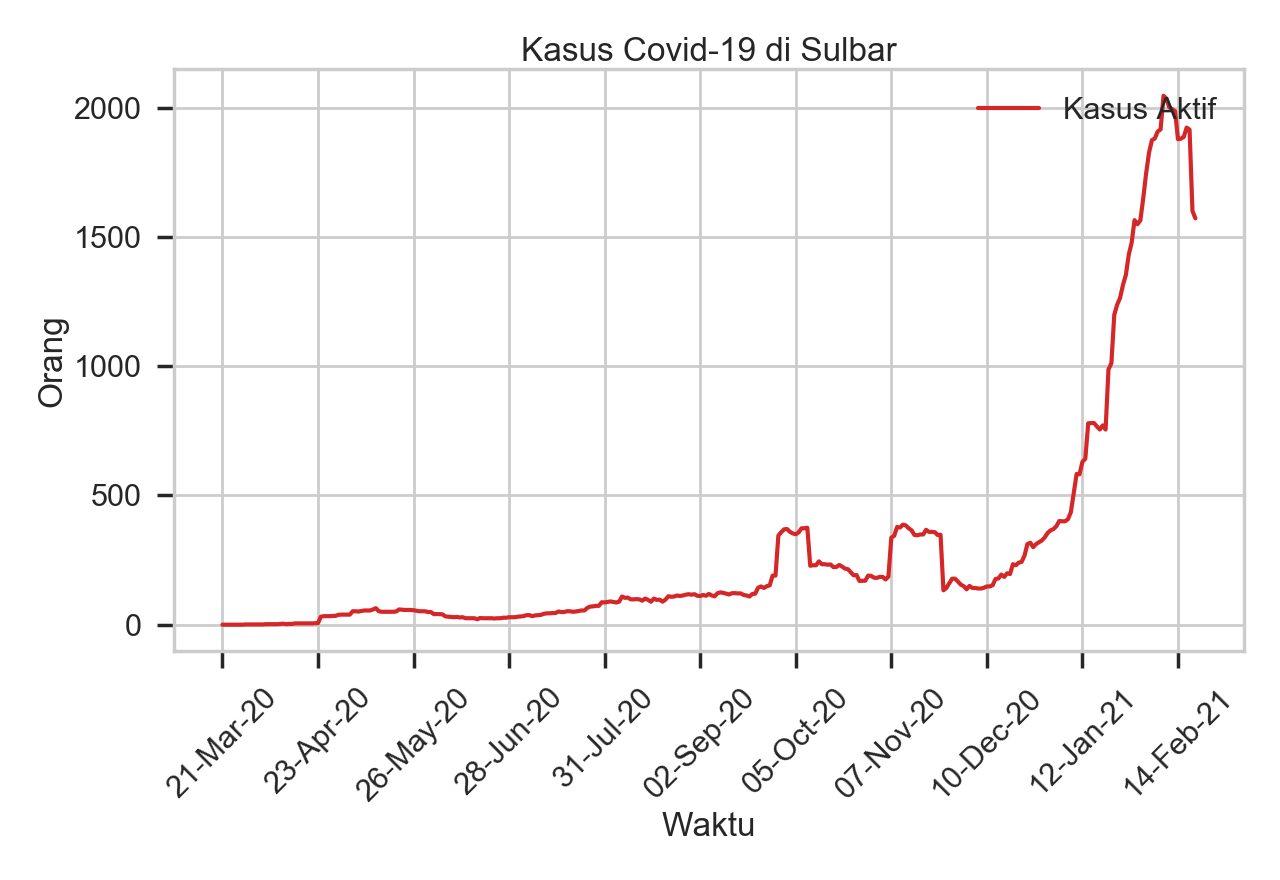 Kasus Covid-19 di Sulbar
Kasus Aktif
2000
1500
1000
500
0
Orang
21-Mar-20
23-Apr-20
26-May-20
28-Jun-20
31-Jul-20
02-Sep-20
05-Oct-20
07-Nov-20
10-Dec-20
12-Jan-21
14-Feb-21
Waktu